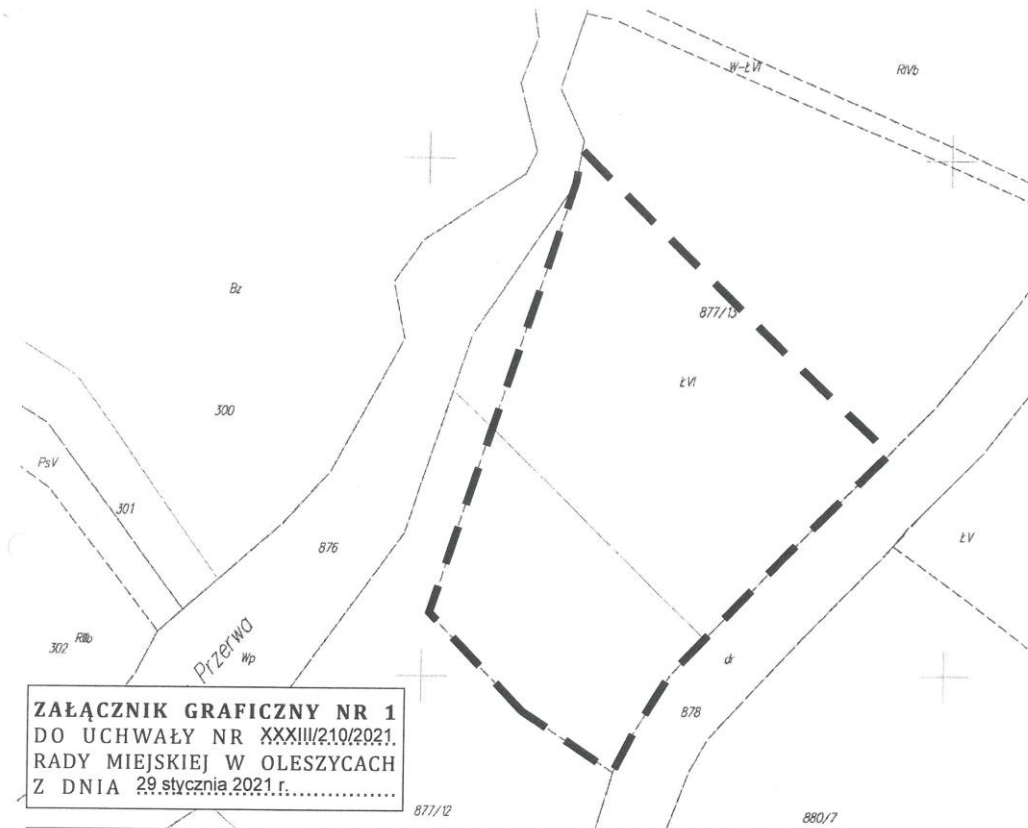 W-ŁVI
RIVb
Bz
877/13
ŁVI
300
PsV
301
876
ŁV
302
RIIIb
Przerwa
Wp
dr
878
ZAŁĄCZNIK GRAFICZNY NR 1
DO UCHWAŁY NR XXXIII/210/2021
RADY MIEJSKIEJ W OLESZYCACH
Z DNIA 29 stycznia 2021 r.
877/12
880/7